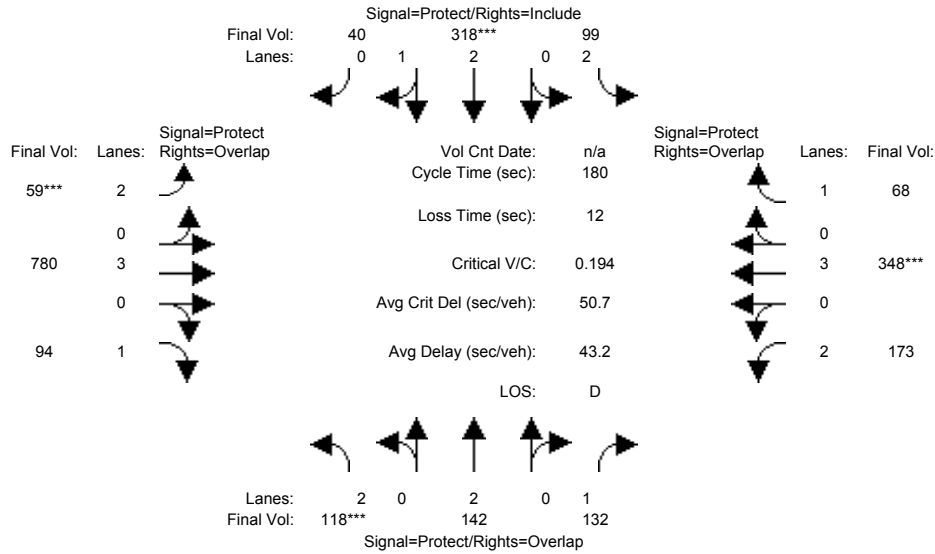 Signal=Protect/Rights=Include
Final Vol: 40 318*** 99
Lanes: 0 1 2 0 2
Signal=Protect
Final Vol: Lanes: Rights=Overlap
Vol Cnt Date: n/a
Signal=Protect
Rights=Overlap Lanes: Final Vol:
Cycle Time (sec): 180
59*** 2
1 68
Loss Time (sec): 12
0
0
780 3
Critical V/C: 0.194
3 348***
0
Avg Crit Del (sec/veh): 50.7
0
94 1
Avg Delay (sec/veh): 43.2
2 173
LOS: D
Lanes: 2 0 2 0 1
Final Vol: 118*** 142 132
Signal=Protect/Rights=Overlap